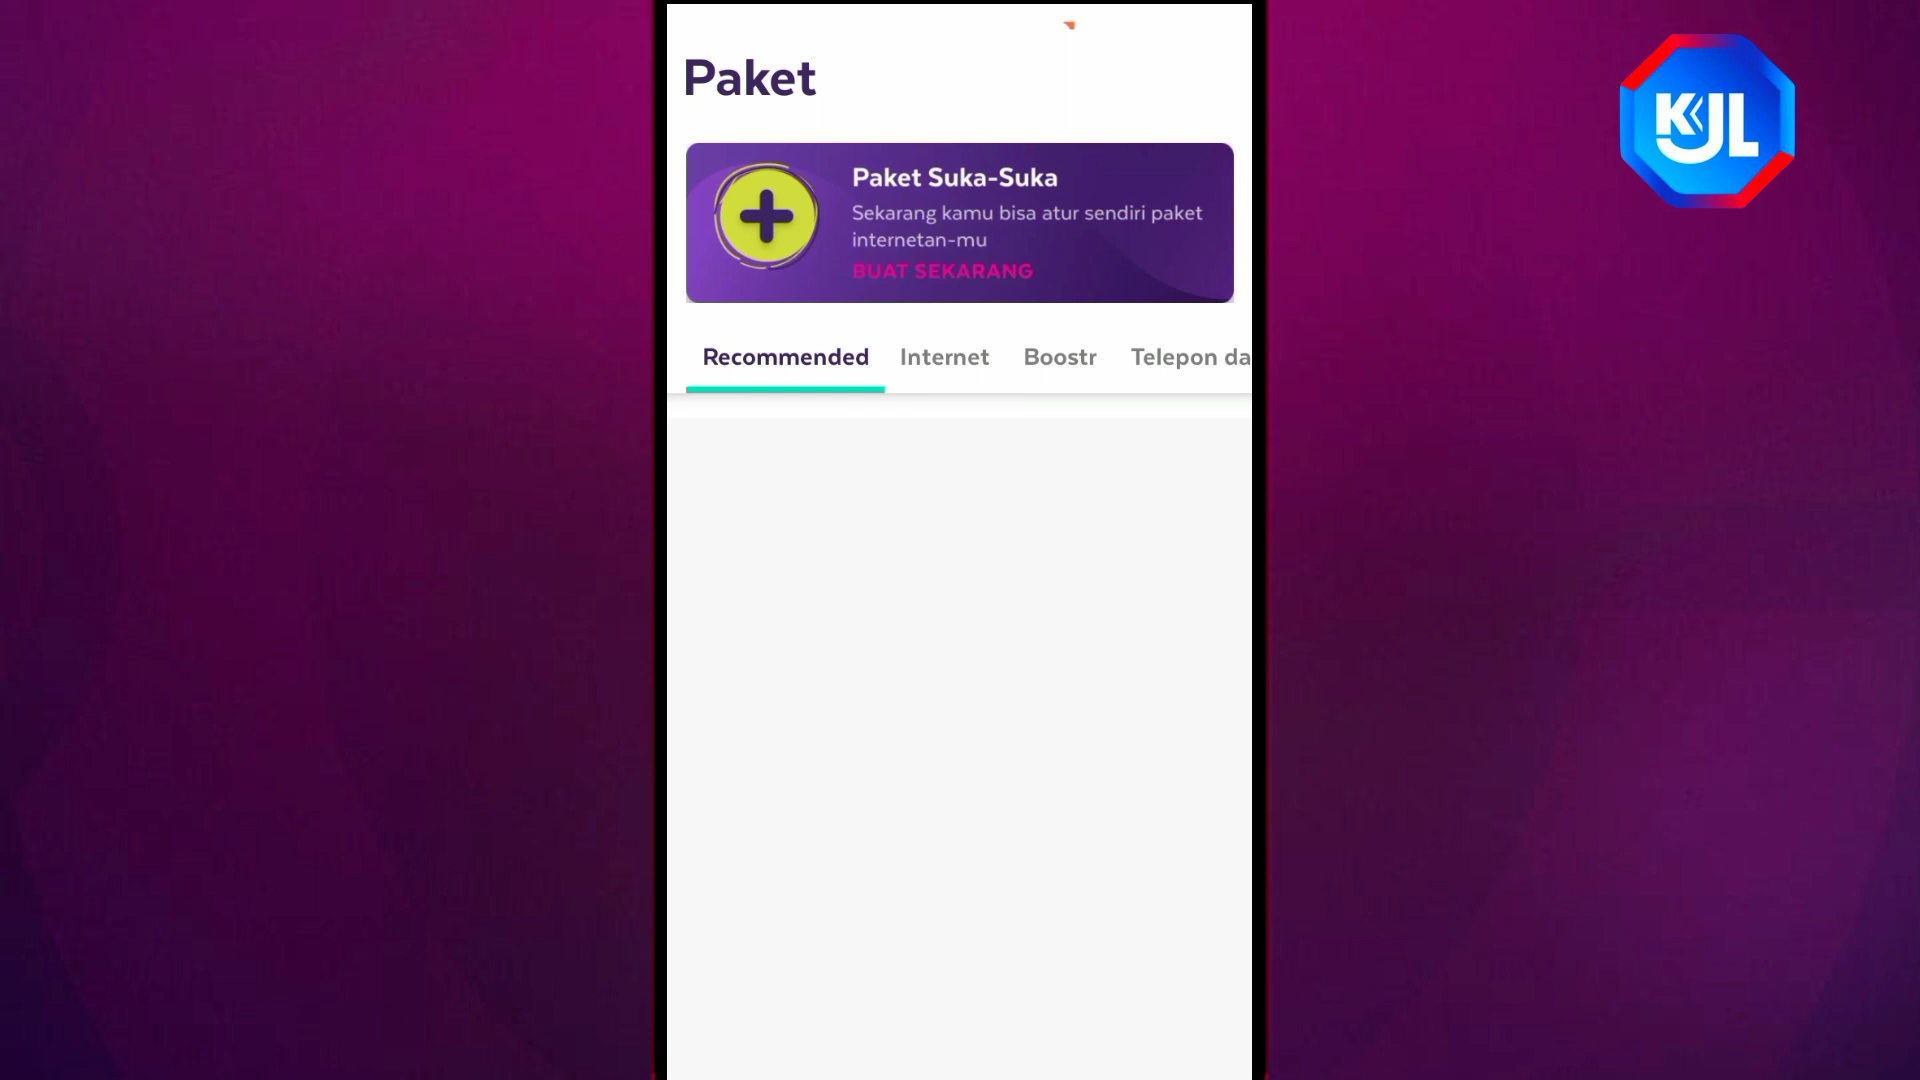 Paket
KJL
Paket Suka-Suka
Sekarang kamu bisa atur sendiri paket
internetan-mu
BUAT SEKARANG
Recommended Internet Boostr Telepon da